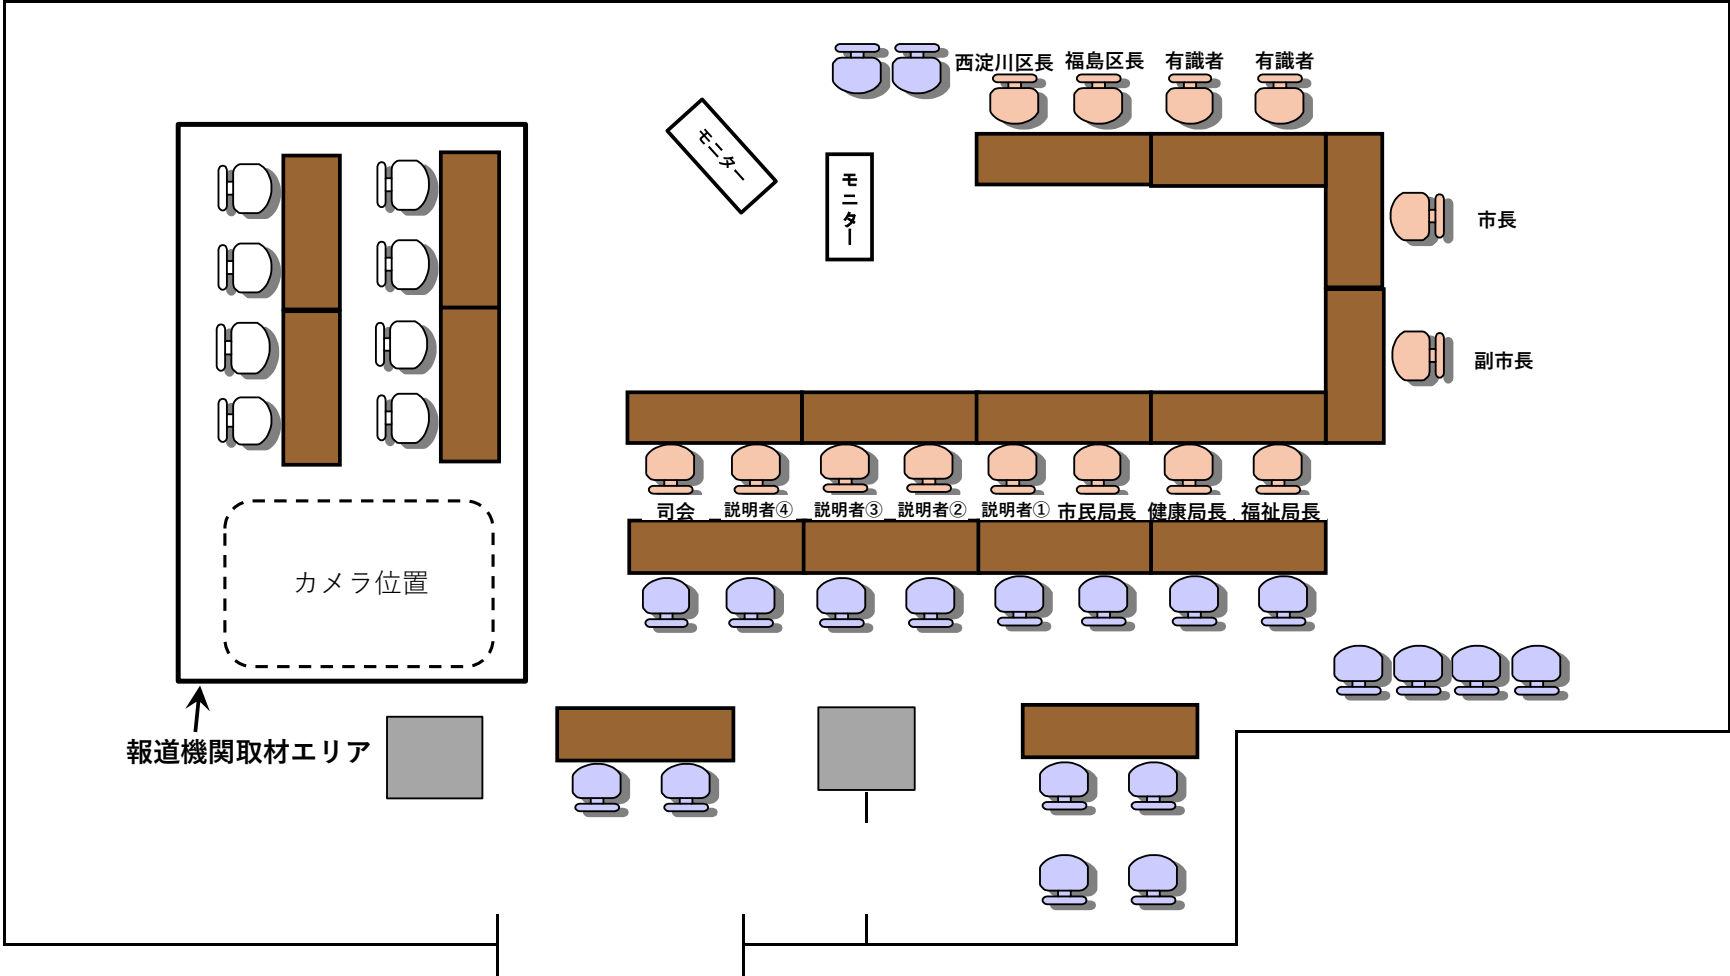 西淀川区長
福島区長
有識者
有識者
モニター
モニター
市長
副市長
司会
説明者④
説明者③
説明者②
説明者①
市民局長
健康局長
福祉局長
カメラ位置
報道機関取材エリア